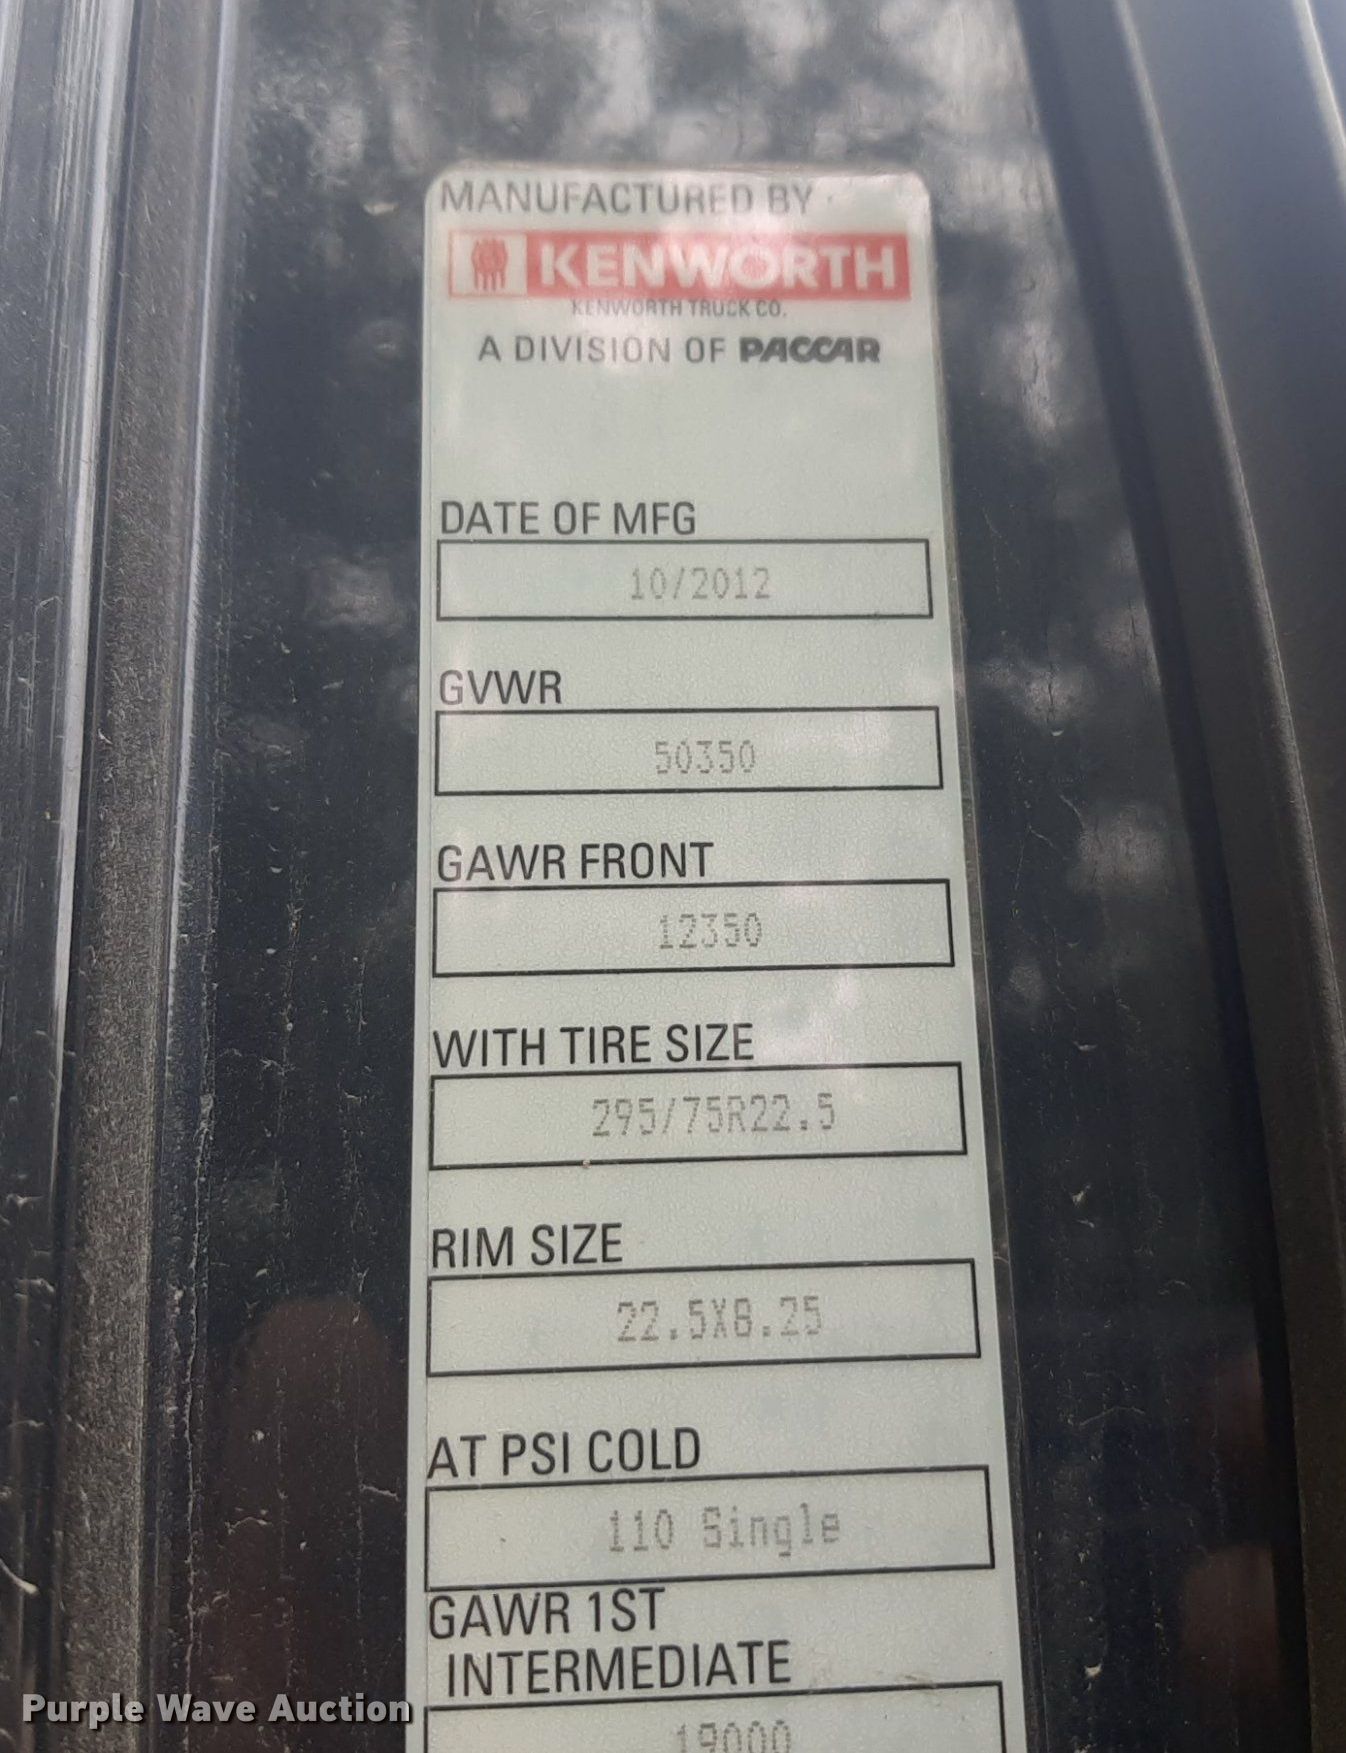 MANUFACTURED BY
KENWORTH
KENWORTH TRUCK CO.
A DIVISION OF PACCAR
DATE OF MFG
10/2012
GVWR
50350
GAWR FRONT
12350
WITH TIRE SIZE
295/75R22.5
RIM SIZE
22.5X8.25
AT PSI COLD
110 Single
GAWR 1ST
INTERMEDIATE
19000
Purple Wave Auction